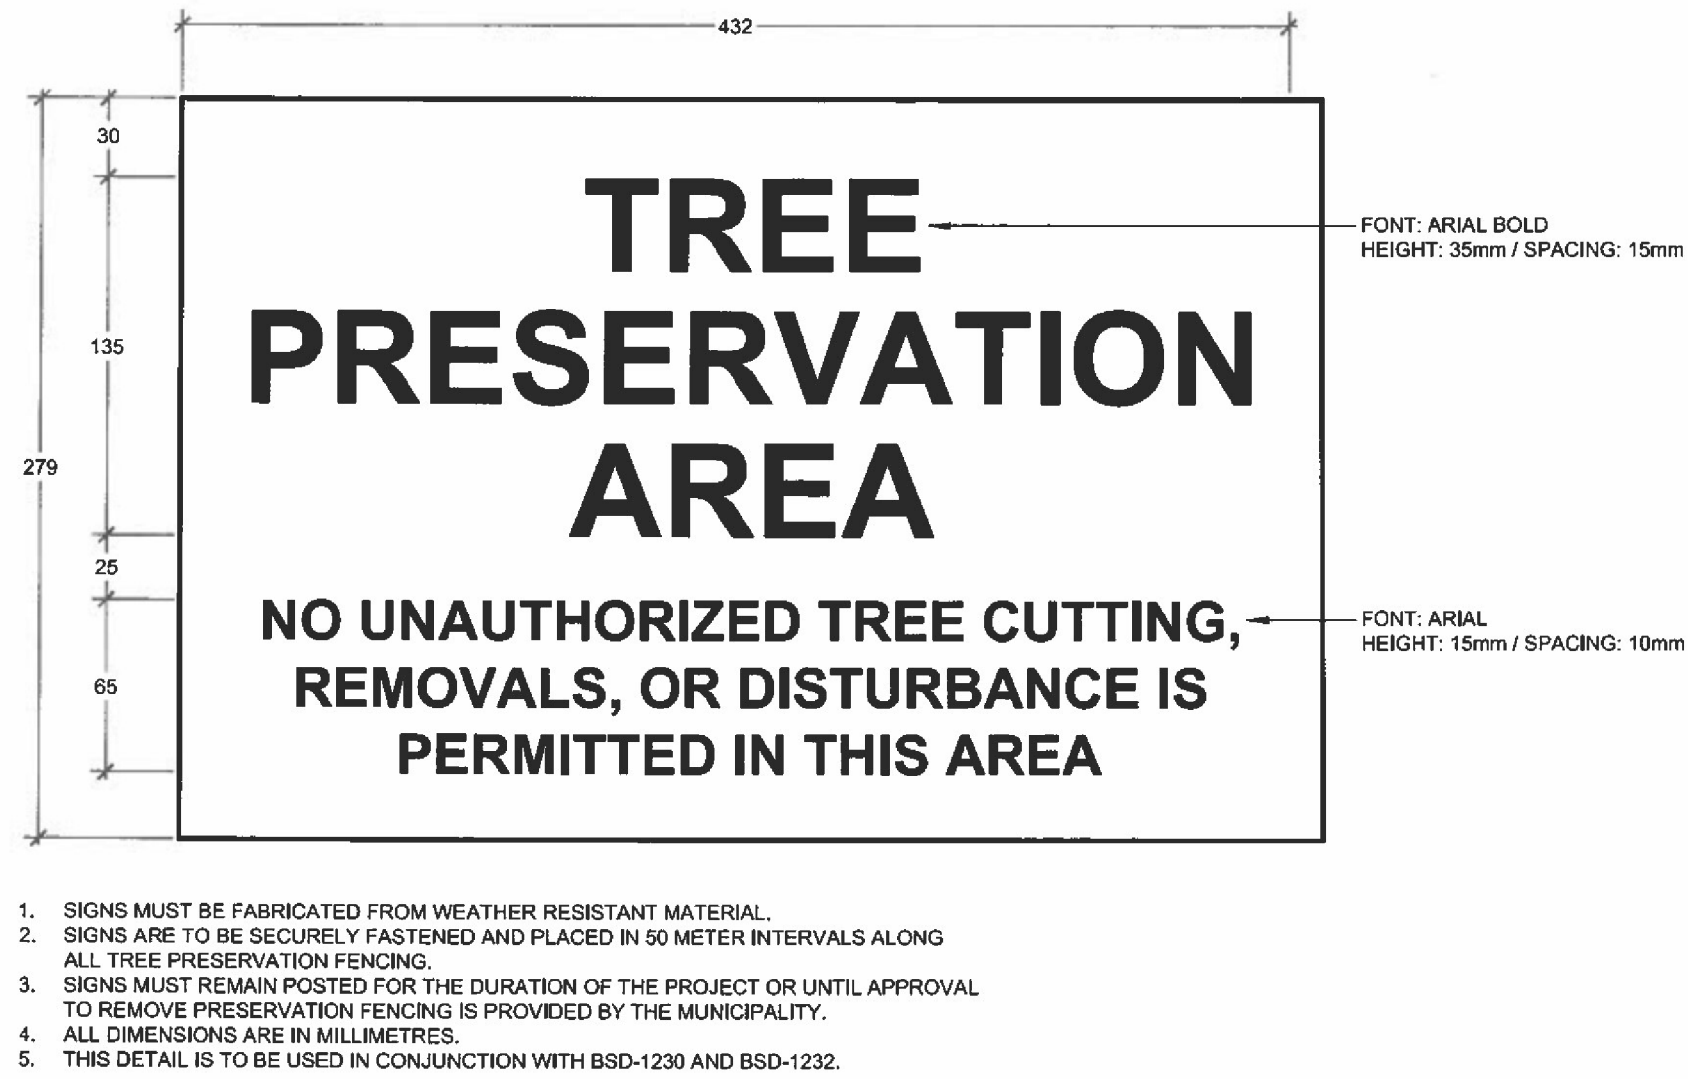 432
30
TREE
FONT: ARIAL BOLD
HEIGHT: 35mm / SPACING: 15mm
135
PRESERVATION
279
AREA
25
NO UNAUTHORIZED TREE CUTTING,
FONT: ARIAL
HEIGHT: 15mm / SPACING: 10mm
65
REMOVALS, OR DISTURBANCE IS
PERMITTED IN THIS AREA
1. SIGNS MUST BE FABRICATED FROM WEATHER RESISTANT MATERIAL.
2. SIGNS ARE TO BE SECURELY FASTENED AND PLACED IN 50 METER INTERVALS ALONG
ALL TREE PRESERVATION FENCING.
3. SIGNS MUST REMAIN POSTED FOR THE DURATION OF THE PROJECT OR UNTIL APPROVAL
TO REMOVE PRESERVATION FENCING IS PROVIDED BY THE MUNICIPALITY.
4. ALL DIMENSIONS ARE IN MILLIMETRES.
5. THIS DETAIL IS TO BE USED IN CONJUNCTION WITH BSD-1230 AND BSD-1232.